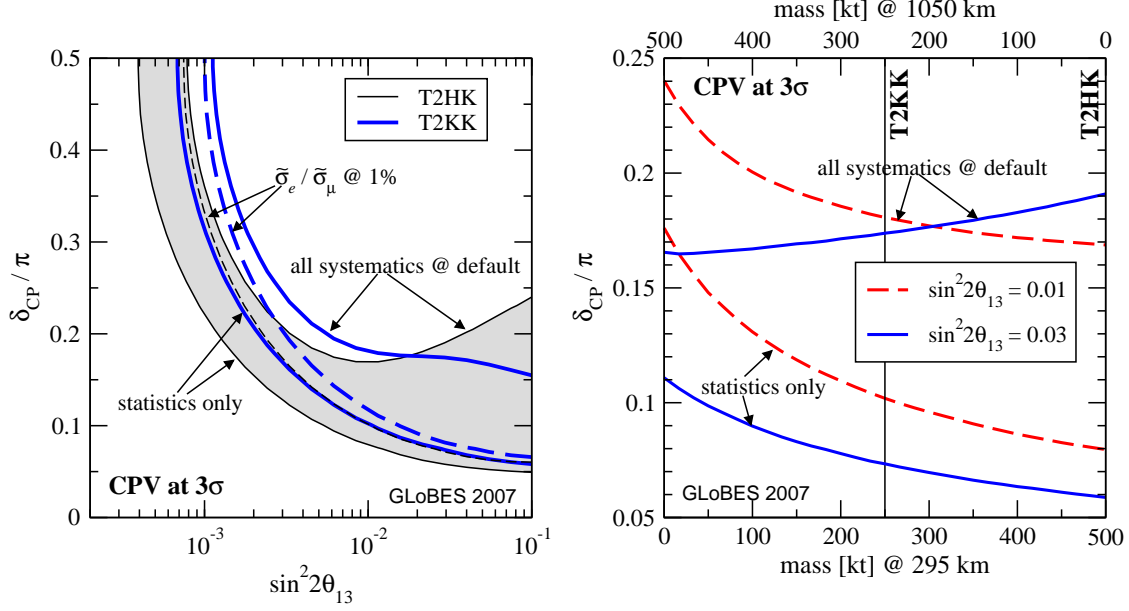 0.5
0.4
0.3
0.2
0.1
0
δCP / π
10^-3
10^-2
10^-1
sin²2θ13
T2HK
T2KK
σ̃e / σ̃μ @ 1%
all systematics @ default
statistics only
CPV at 3σ
GLoBES 2007
mass [kt] @ 1050 km
500 400 300 200 100 0
0.25
0.2
0.15
0.1
0.05
δCP / π
CPV at 3σ
T2KK
T2HK
all systematics @ default
sin²2θ13 = 0.01
sin²2θ13 = 0.03
statistics only
GLoBES 2007
0 100 200 300 400 500
mass [kt] @ 295 km